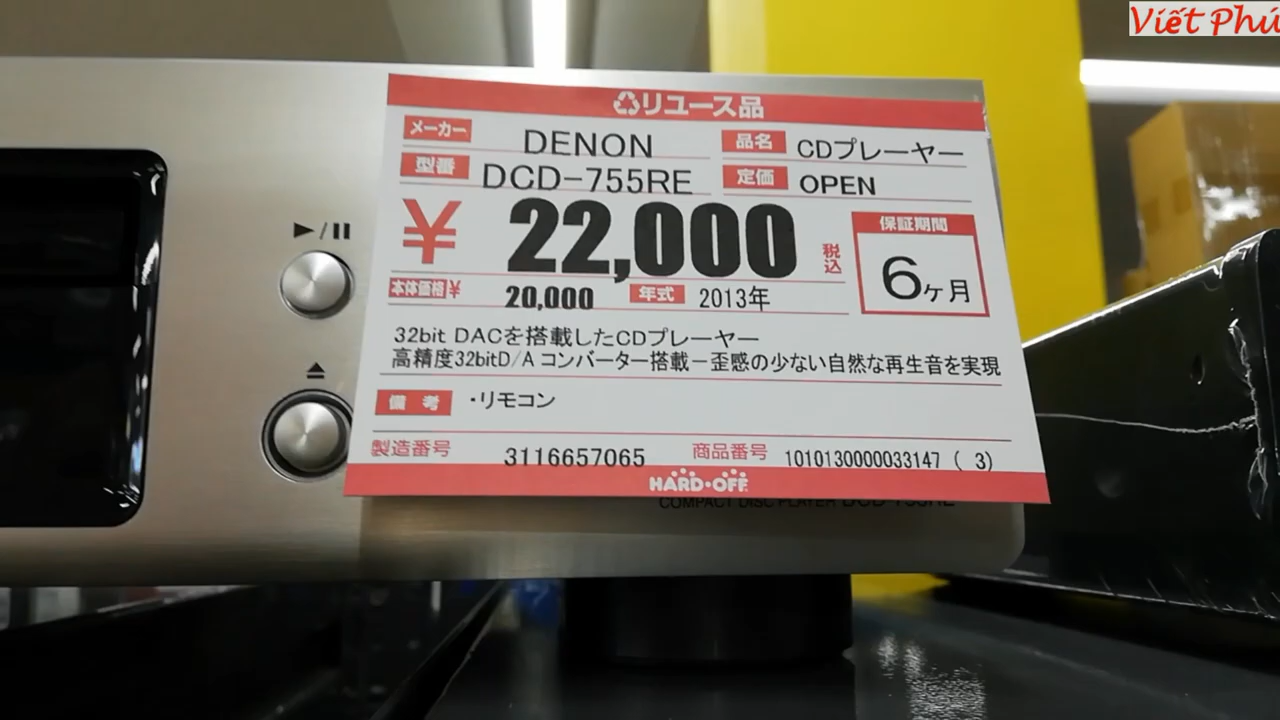 Việt Phú
リユース品
メーカー DENON 品名 CDプレーヤー
型番 DCD-755RE 定価 OPEN
¥ 22,000 税込
保証期間
6ヶ月
本体価格¥ 20,000 年式 2013年
32bit DACを搭載したCDプレーヤー
高精度32bitD/A コンバーター搭載－歪感の少ない自然な再生音を実現
備考 ・リモコン
製造番号 3116657065 商品番号 1010130000033147 ( 3)
HARD・OFF
COMPACT DISC PLAYER DCD-755RE